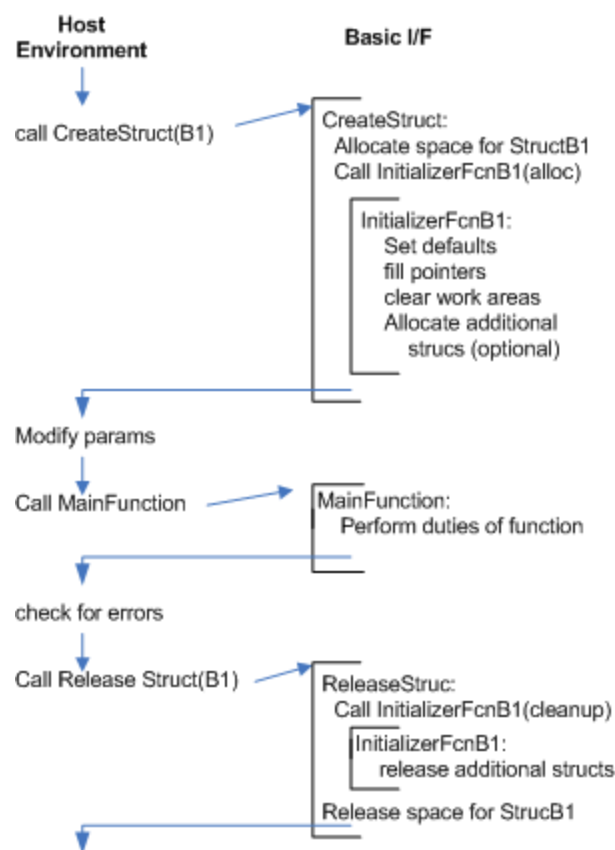 Host
Environment
Basic I/F
call CreateStruct(B1)
CreateStruct:
Allocate space for StructB1
Call InitializerFcnB1(alloc)
InitializerFcnB1:
Set defaults
fill pointers
clear work areas
Allocate additional
strucs (optional)
Modify params
Call MainFunction
MainFunction:
Perform duties of function
check for errors
Call Release Struct(B1)
ReleaseStruc:
Call InitializerFcnB1(cleanup)
InitializerFcnB1:
release additional structs
Release space for StrucB1